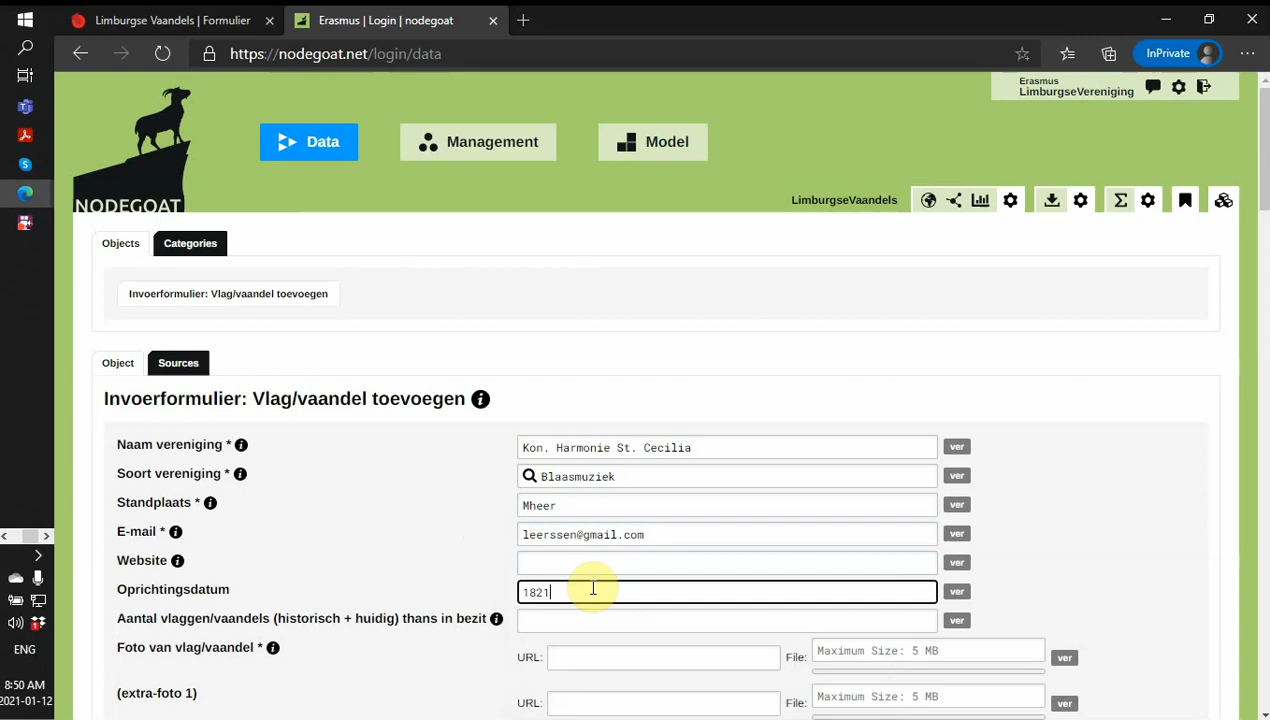 Limburgse Vaandels | Formulier
Erasmus | Login | nodegoat
https://nodegoat.net/login/data
InPrivate
Erasmus
LimburgseVereniging
NODEGOAT
Data
Management
Model
LimburgseVaandels
Objects
Categories
Invoerformulier: Vlag/vaandel toevoegen
Object
Sources
Invoerformulier: Vlag/vaandel toevoegen
Naam vereniging * Kon. Harmonie St. Cecilia ver
Soort vereniging * Blaasmuziek ver
Standplaats * Mheer ver
E-mail * leerssen@gmail.com ver
Website ver
Oprichtingsdatum 1821 ver
Aantal vlaggen/vaandels (historisch + huidig) thans in bezit ver
Foto van vlag/vaandel * URL: File: Maximum Size: 5 MB ver
(extra-foto 1) URL: File: Maximum Size: 5 MB ver
ENG
8:50 AM
2021-01-12